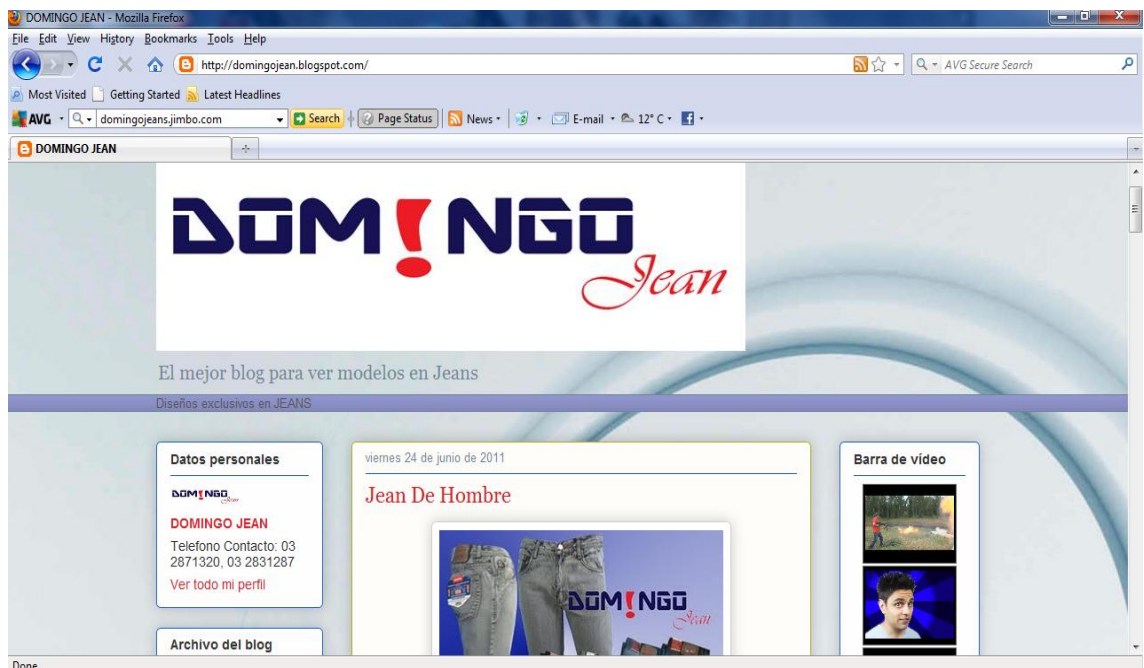 DOMINGO JEAN - Mozilla Firefox
File Edit View History Bookmarks Tools Help
http://domingojean.blogspot.com/
AVG Secure Search
Most Visited Getting Started Latest Headlines
AVG domingojeans.jimbo.com Search Page Status News E-mail 12° C
DOMINGO JEAN
DOM!NGO
Jean
El mejor blog para ver modelos en Jeans
Diseños exclusivos en JEANS
Datos personales
DOM!NGO
Jean
DOMINGO JEAN
Telefono Contacto: 03
2871320, 03 2831287
Ver todo mi perfil
Archivo del blog
viernes 24 de junio de 2011
Jean De Hombre
DOM!NGO
Jean
Barra de vídeo
Done